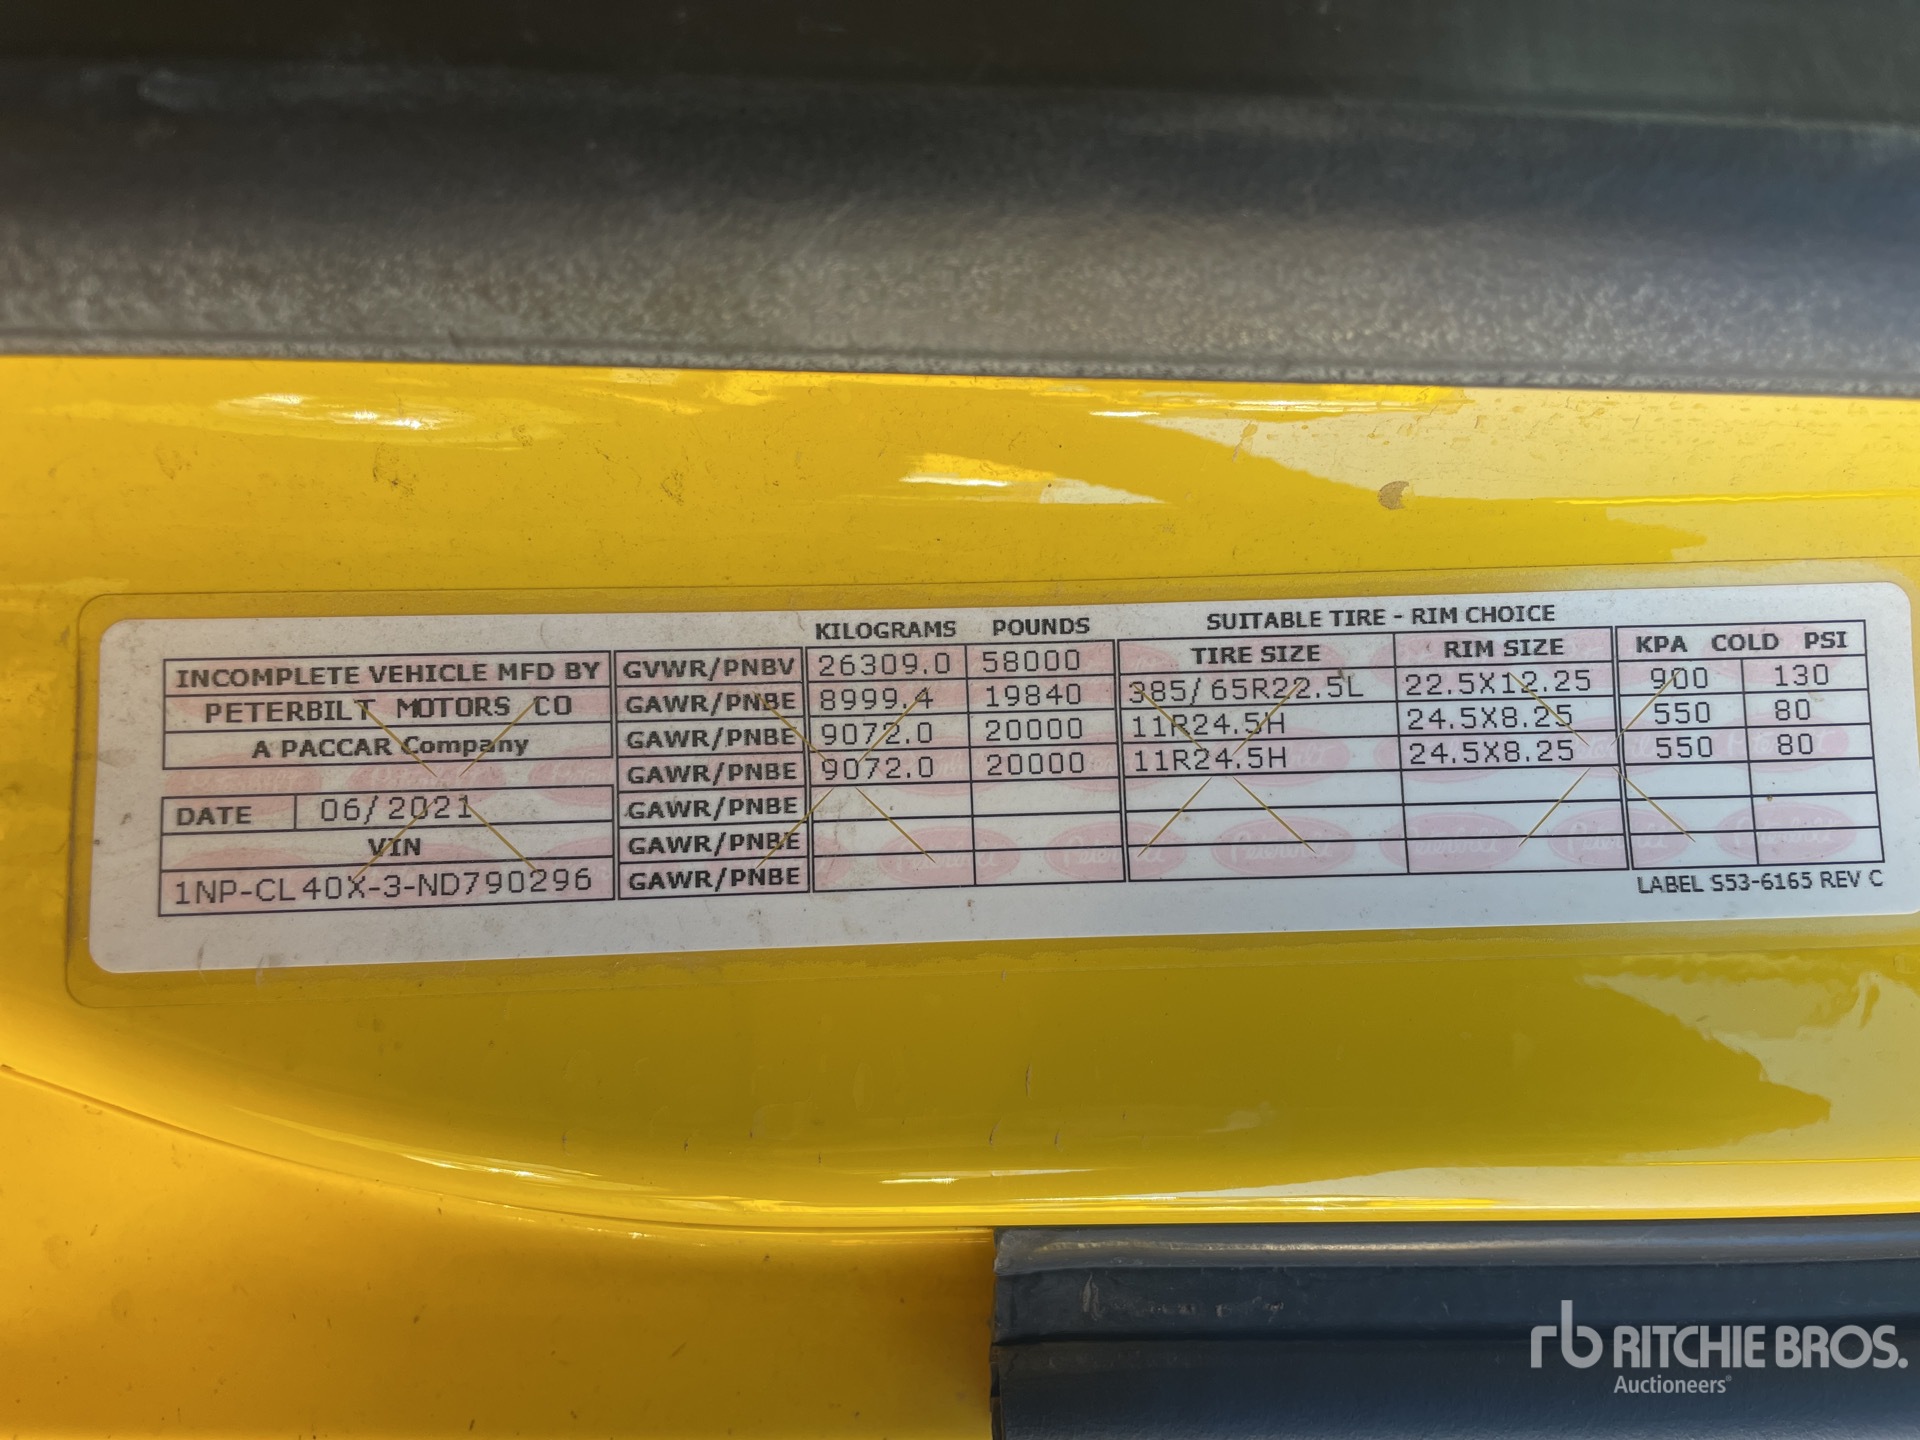 KILOGRAMS POUNDS SUITABLE TIRE - RIM CHOICE
INCOMPLETE VEHICLE MFD BY GVWR/PNBV 26309.0 58000 TIRE SIZE RIM SIZE KPA COLD PSI
PETERBILT MOTORS CO GAWR/PNBE 8999.4 19840 385/65R22.5L 22.5X12.25 900 130
A PACCAR Company GAWR/PNBE 9072.0 20000 11R24.5H 24.5X8.25 550 80
GAWR/PNBE 9072.0 20000 11R24.5H 24.5X8.25 550 80
DATE 06/2021 GAWR/PNBE
VIN GAWR/PNBE
1NP-CL40X-3-ND790296 GAWR/PNBE
LABEL S53-6165 REV C
rb RITCHIE BROS.
Auctioneers